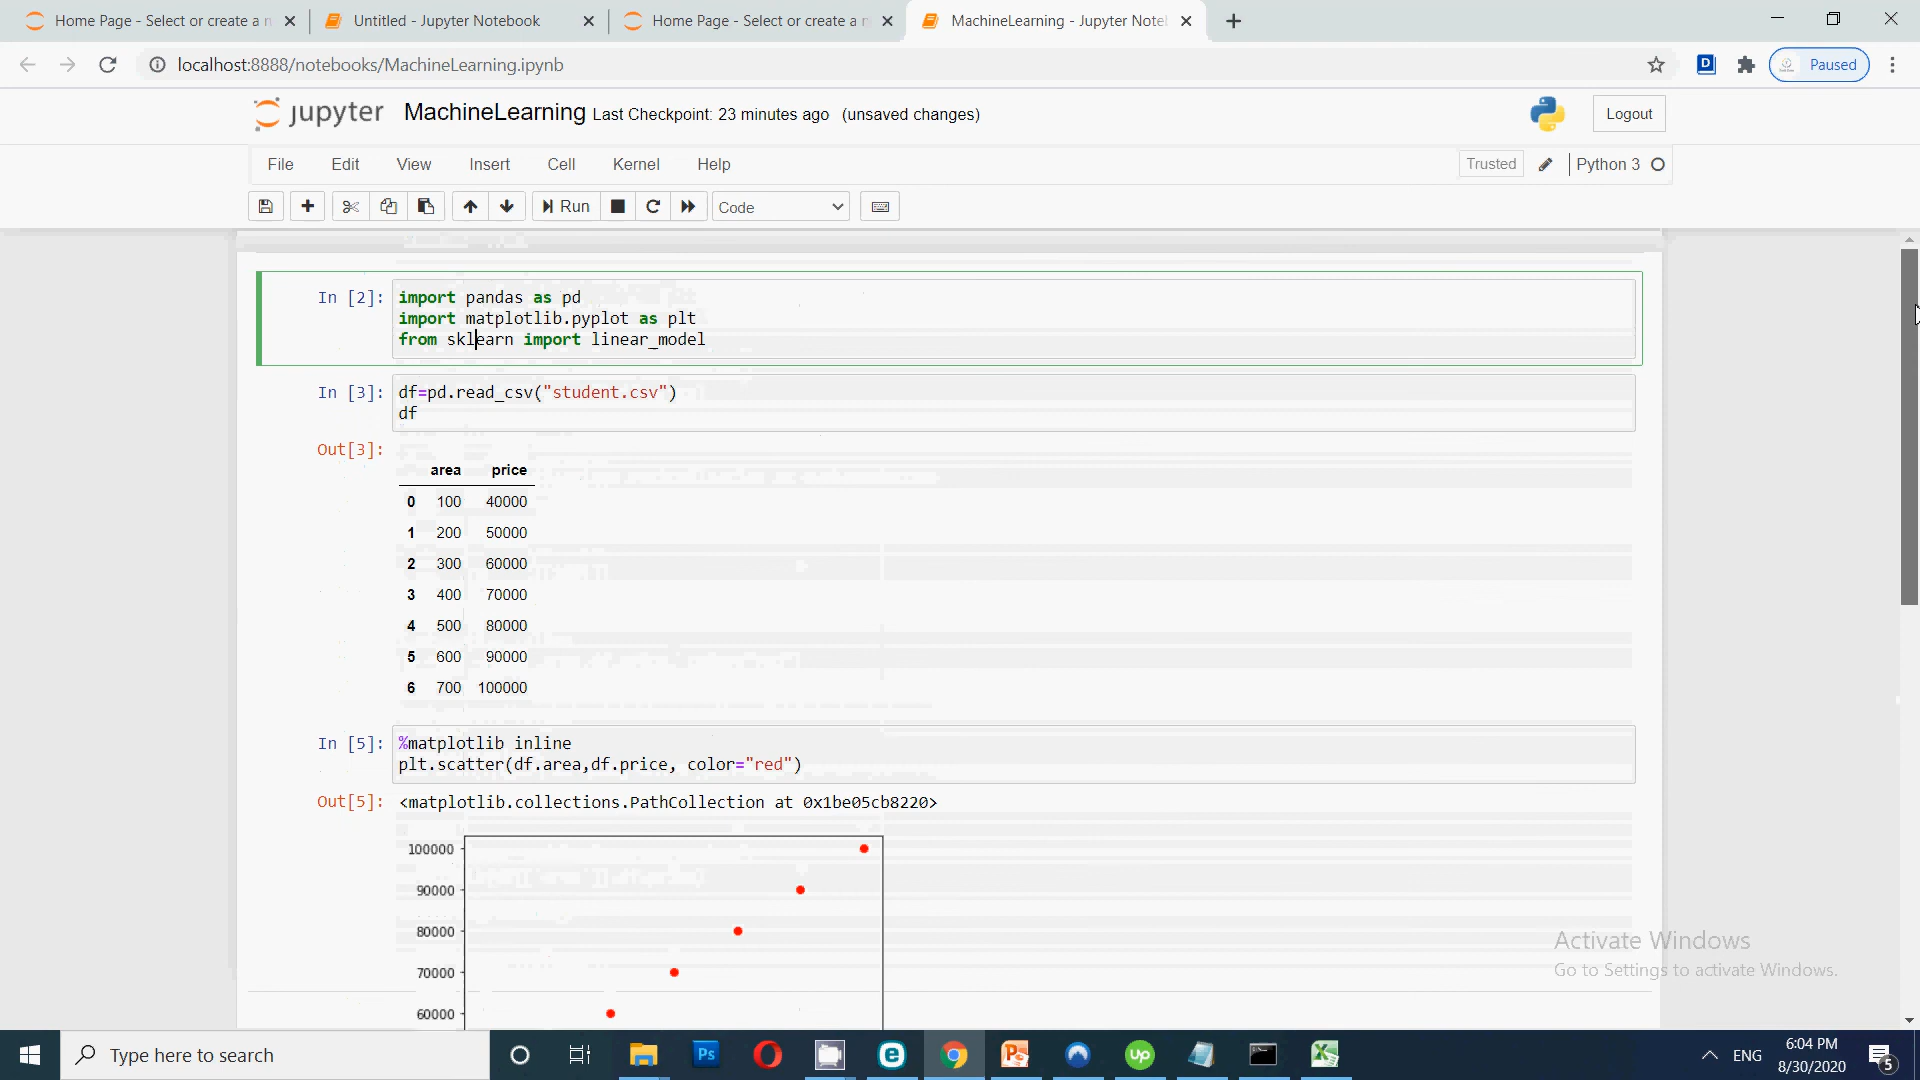 Home Page - Select or create a n
Untitled - Jupyter Notebook
Home Page - Select or create a n
MachineLearning - Jupyter Note
localhost:8888/notebooks/MachineLearning.ipynb
D
Paused
jupyter MachineLearning Last Checkpoint: 23 minutes ago (unsaved changes)
Logout
File Edit View Insert Cell Kernel Help
Trusted
Python 3
Run
Code
In [2]: import pandas as pd
import matplotlib.pyplot as plt
from sklearn import linear_model
In [3]: df=pd.read_csv("student.csv")
df
Out[3]:
area price
0 100 40000
1 200 50000
2 300 60000
3 400 70000
4 500 80000
5 600 90000
6 700 100000
In [5]: %matplotlib inline
plt.scatter(df.area,df.price, color="red")
Out[5]: <matplotlib.collections.PathCollection at 0x1be05cb8220>
100000
90000
80000
70000
60000
Activate Windows
Go to Settings to activate Windows.
Type here to search
Ps
up
ENG
6:04 PM
8/30/2020
5